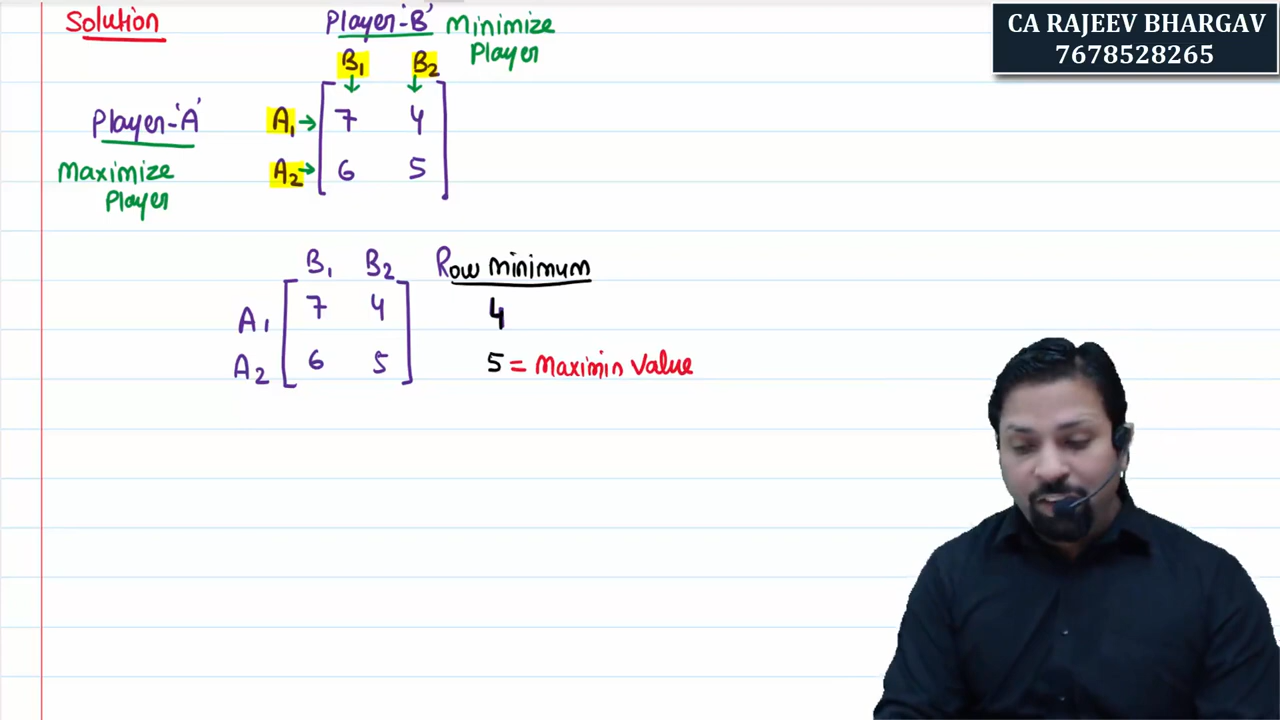 Solution
Player-'B' Minimize Player
B1 B2
Player-'A' A1 → 7 4
Maximize Player A2 → 6 5
B1 B2 Row minimum
A1 7 4 4
A2 6 5 5 = Maximin Value
CA RAJEEV BHARGAV
7678528265